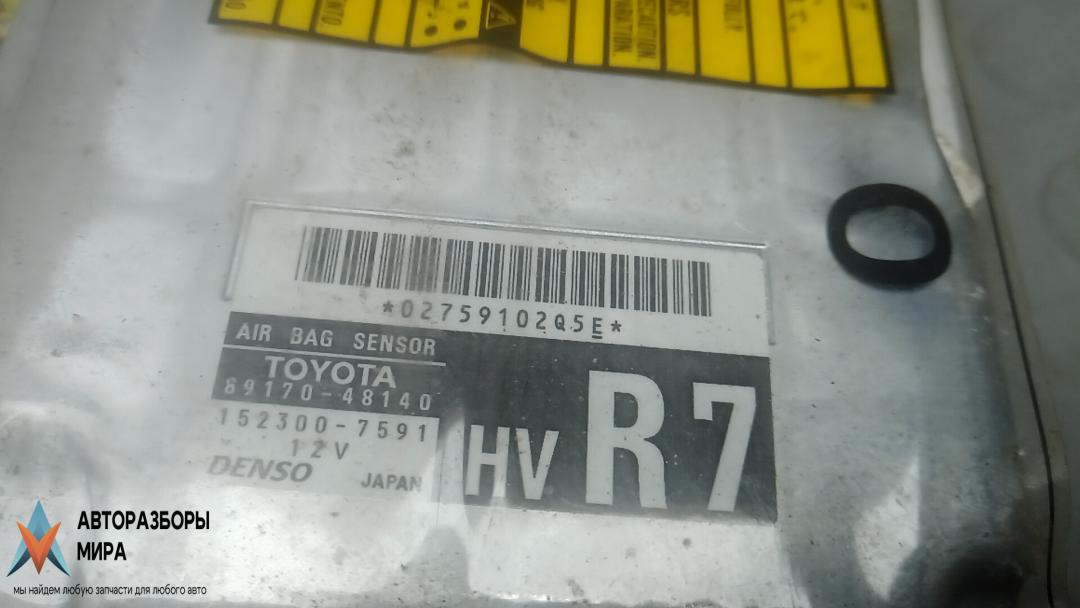 *02759102Q5E*
AIR BAG SENSOR
TOYOTA
89170-48140
152300-7591
12V
DENSO JAPAN
HV R7
O
АВТОРАЗБОРЫ
МИРА
мы найдем любую запчасти для любого авто